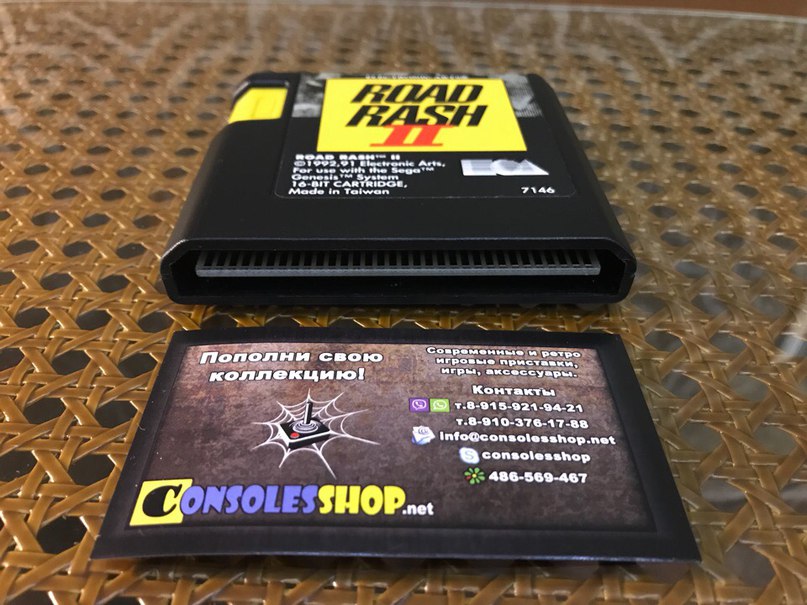 ROAD
RASH
II
ROAD RASH™ II
©1992,91 Electronic Arts,
For use with the Sega™
Genesis™ System
16-BIT CARTRIDGE,
Made in Taiwan
7146
Пополни свою
коллекцию!
Современные и ретро
игровые приставки,
игры, аксессуары.
Контакты
т.8-915-921-94-21
т.8-910-376-17-88
info@consolesshop.net
consolesshop
486-569-467
CONSOLESSHOP.net